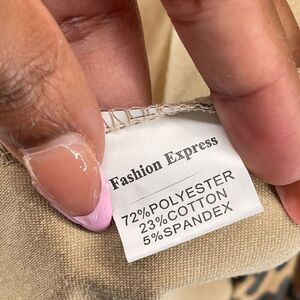 Fashion Express
72%POLYESTER
23%COTTON
5%SPANDEX